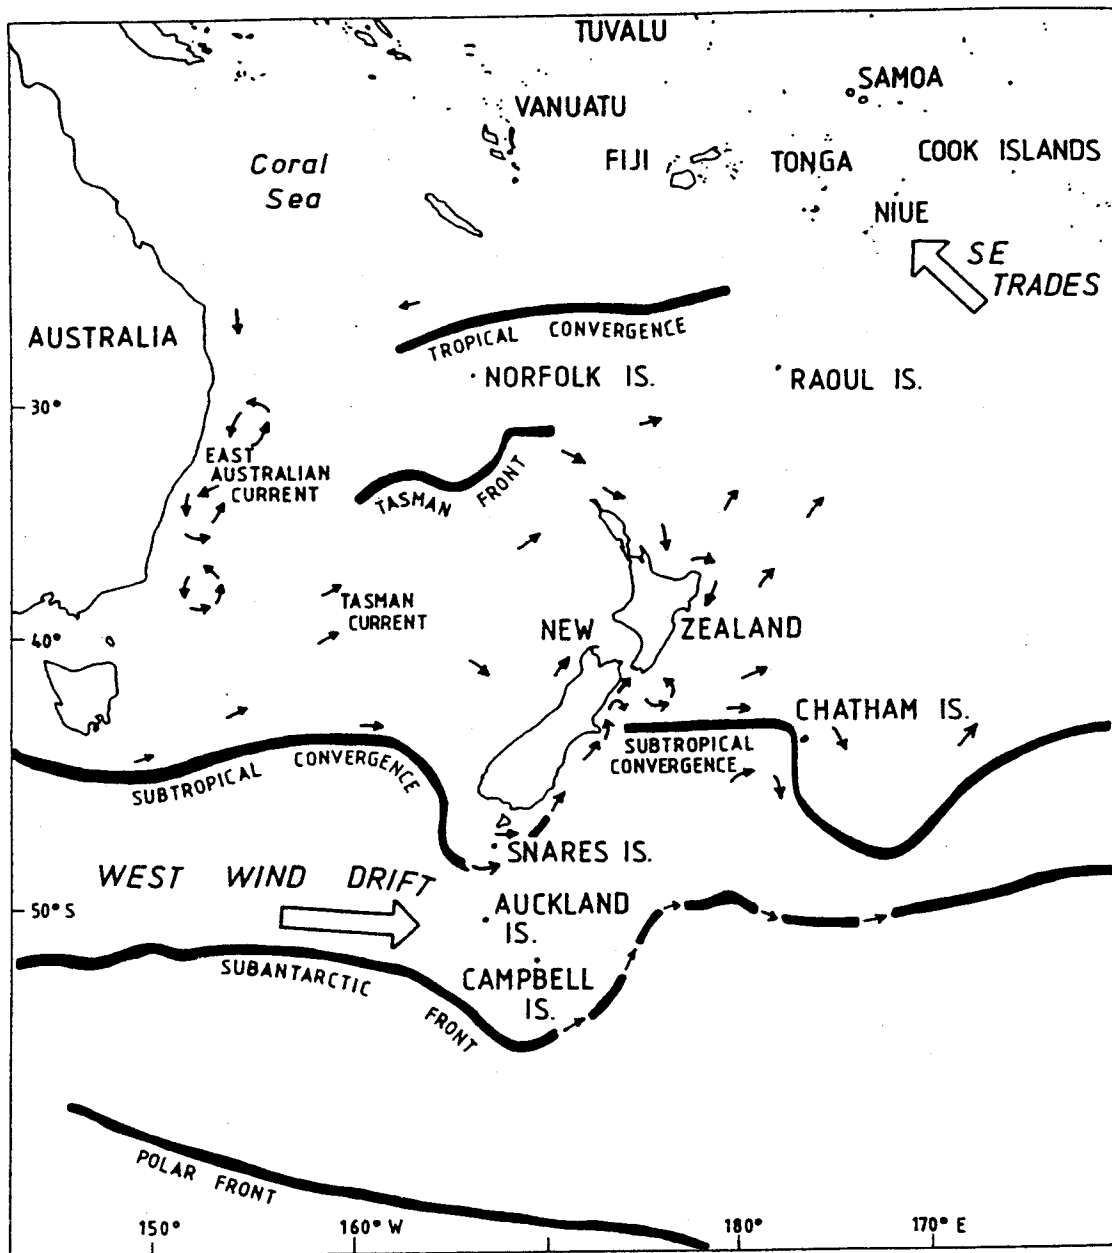 TUVALU
SAMOA
VANUATU
Coral
Sea
FIJI
TONGA
COOK ISLANDS
NIUE
SE
TRADES
AUSTRALIA
TROPICAL CONVERGENCE
NORFOLK IS.
RAOUL IS.
30°
EAST
AUSTRALIAN
CURRENT
TASMAN FRONT
TASMAN
CURRENT
40°
NEW ZEALAND
CHATHAM IS.
SUBTROPICAL CONVERGENCE
SUBTROPICAL
CONVERGENCE
SNARES IS.
WEST WIND DRIFT
50°S
AUCKLAND
IS.
CAMPBELL
IS.
SUBANTARCTIC FRONT
POLAR FRONT
150°
160° W
180°
170° E